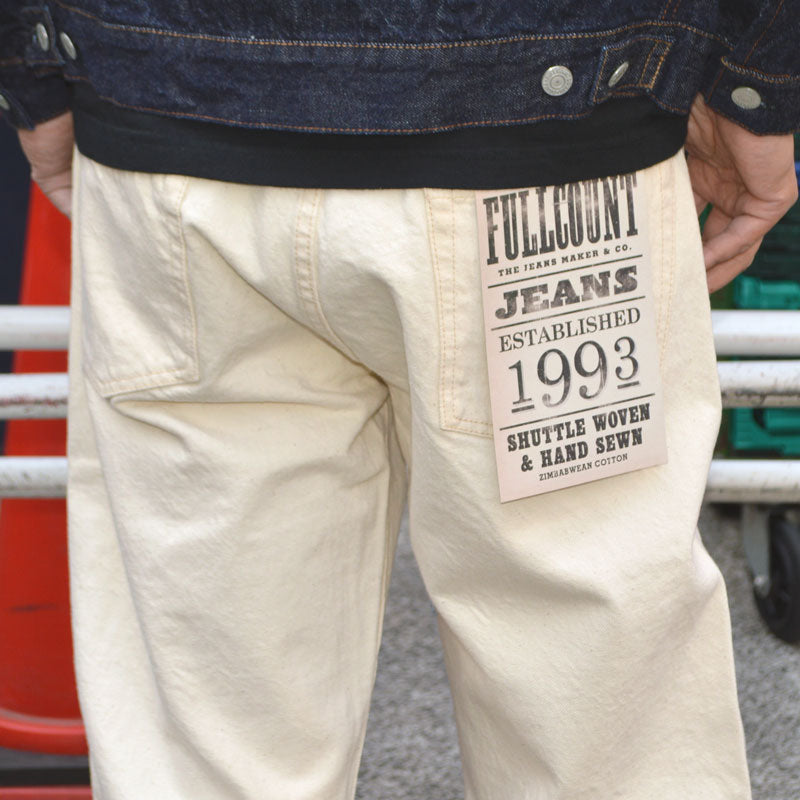 FULLCOUNT
THE JEANS MAKER & CO.
JEANS
ESTABLISHED
1993
SHUTTLE WOVEN
& HAND SEWN
ZIMBABWEAN COTTON